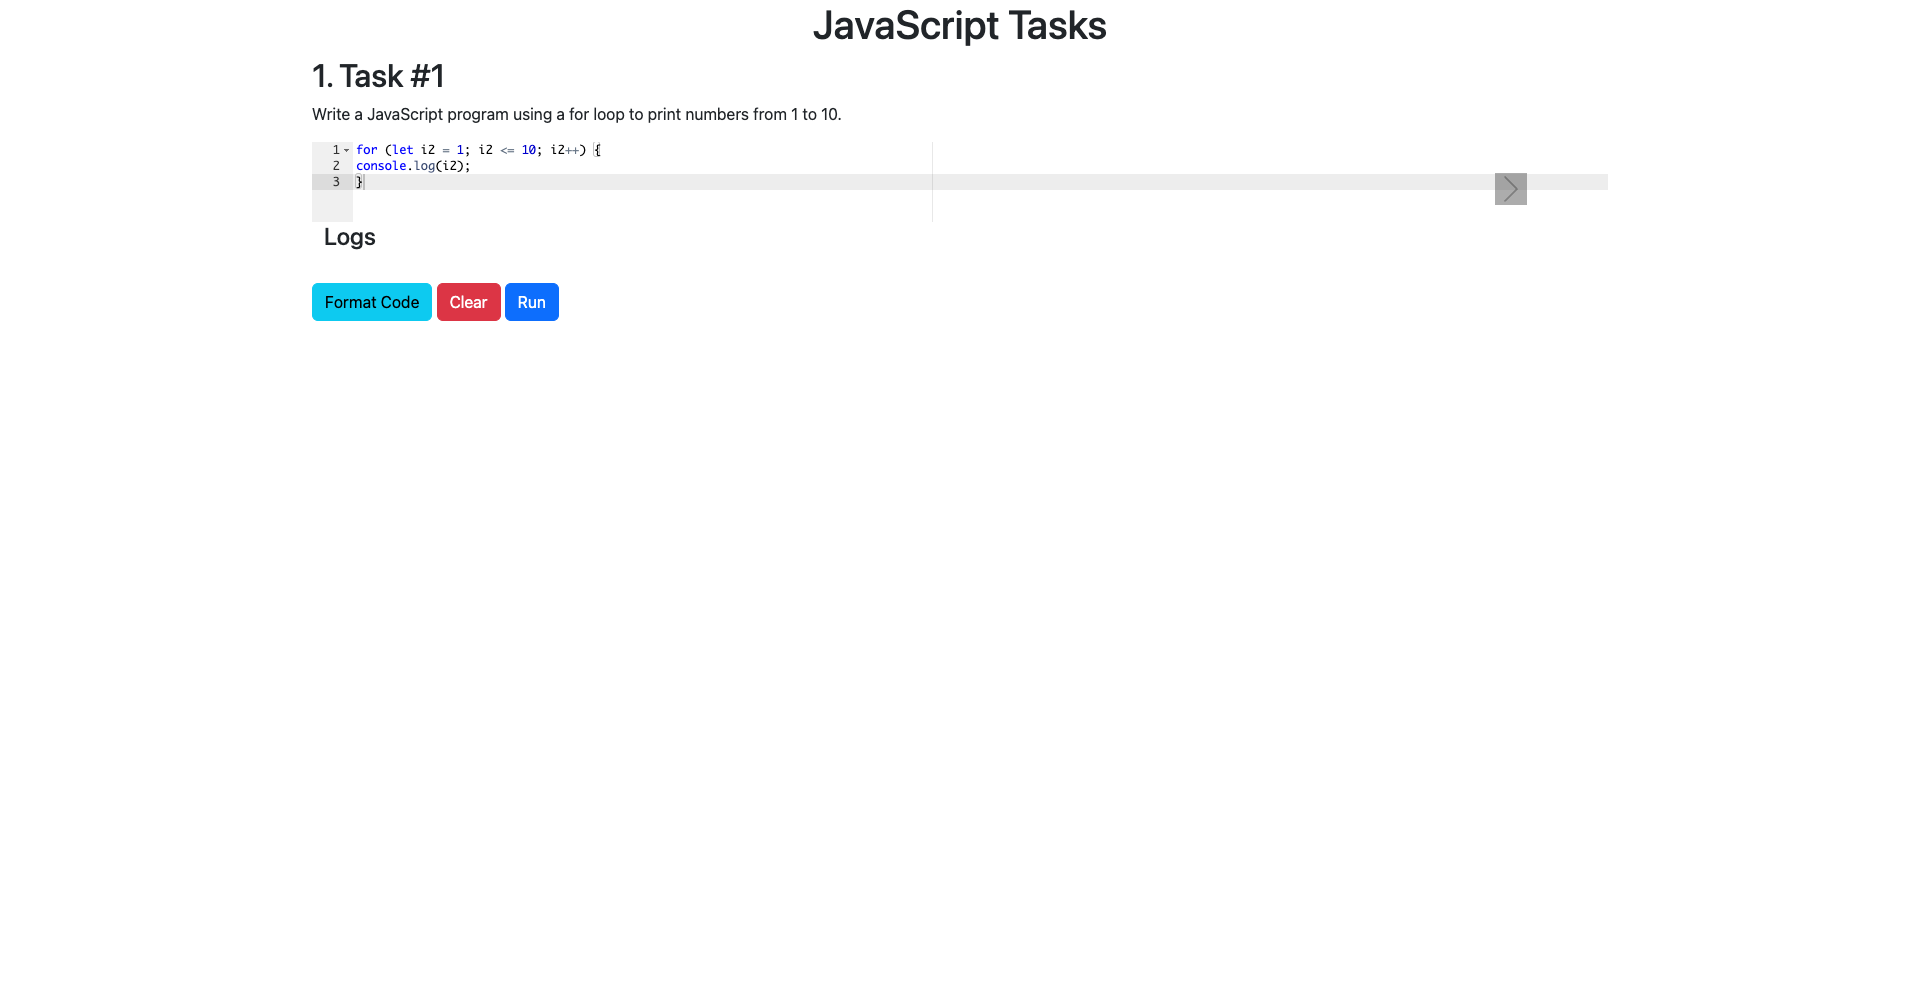 JavaScript Tasks
1. Task #1
Write a JavaScript program using a for loop to print numbers from 1 to 10.
1 for (let i2 = 1; i2 <= 10; i2++) {
2 console.log(i2);
3 }
Logs
Format Code Clear Run